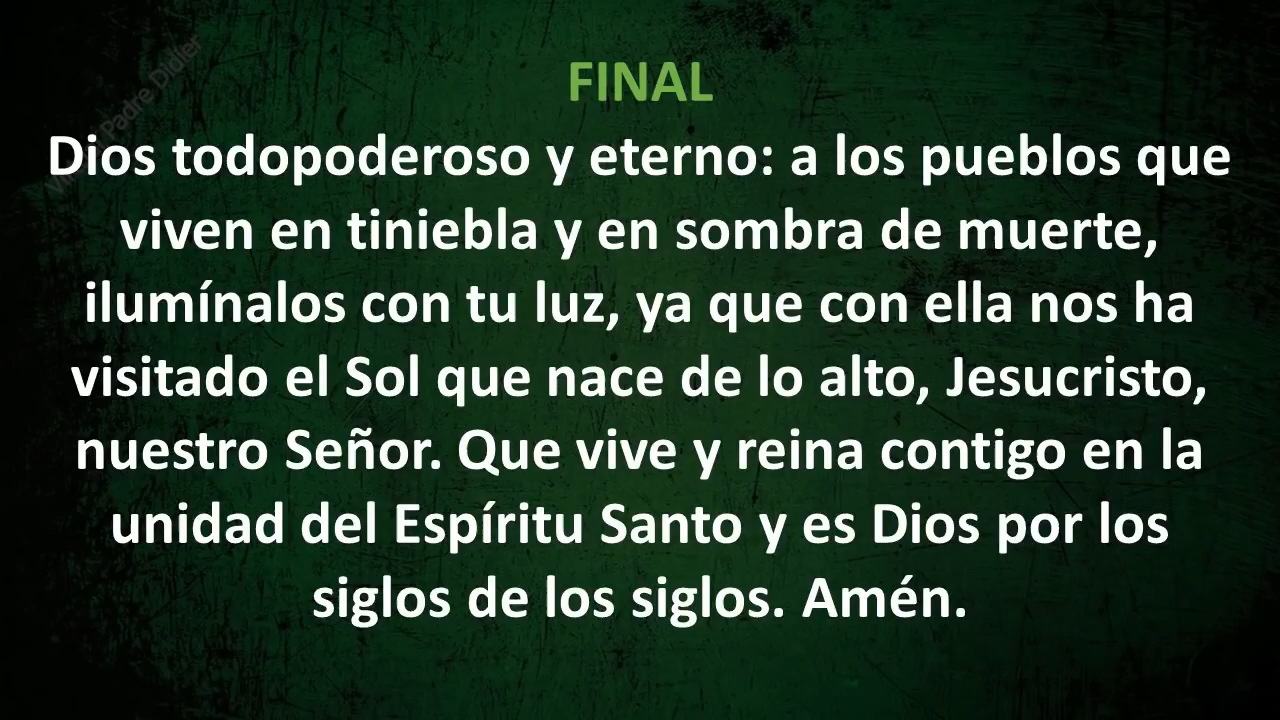 Padre Didier
FINAL
Dios todopoderoso y eterno: a los pueblos que
viven en tiniebla y en sombra de muerte,
ilumínalos con tu luz, ya que con ella nos ha
visitado el Sol que nace de lo alto, Jesucristo,
nuestro Señor. Que vive y reina contigo en la
unidad del Espíritu Santo y es Dios por los
siglos de los siglos. Amén.